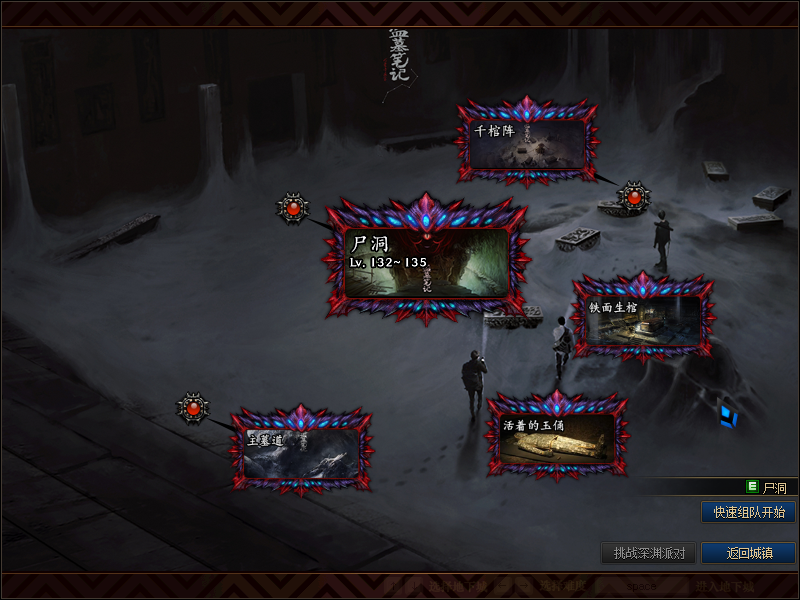 盗墓笔记
千棺阵
尸洞
Lv. 132~135
铁面生棺
活着的玉俑
主墓道
E 尸洞
快速组队开始
挑战深渊派对
返回城镇